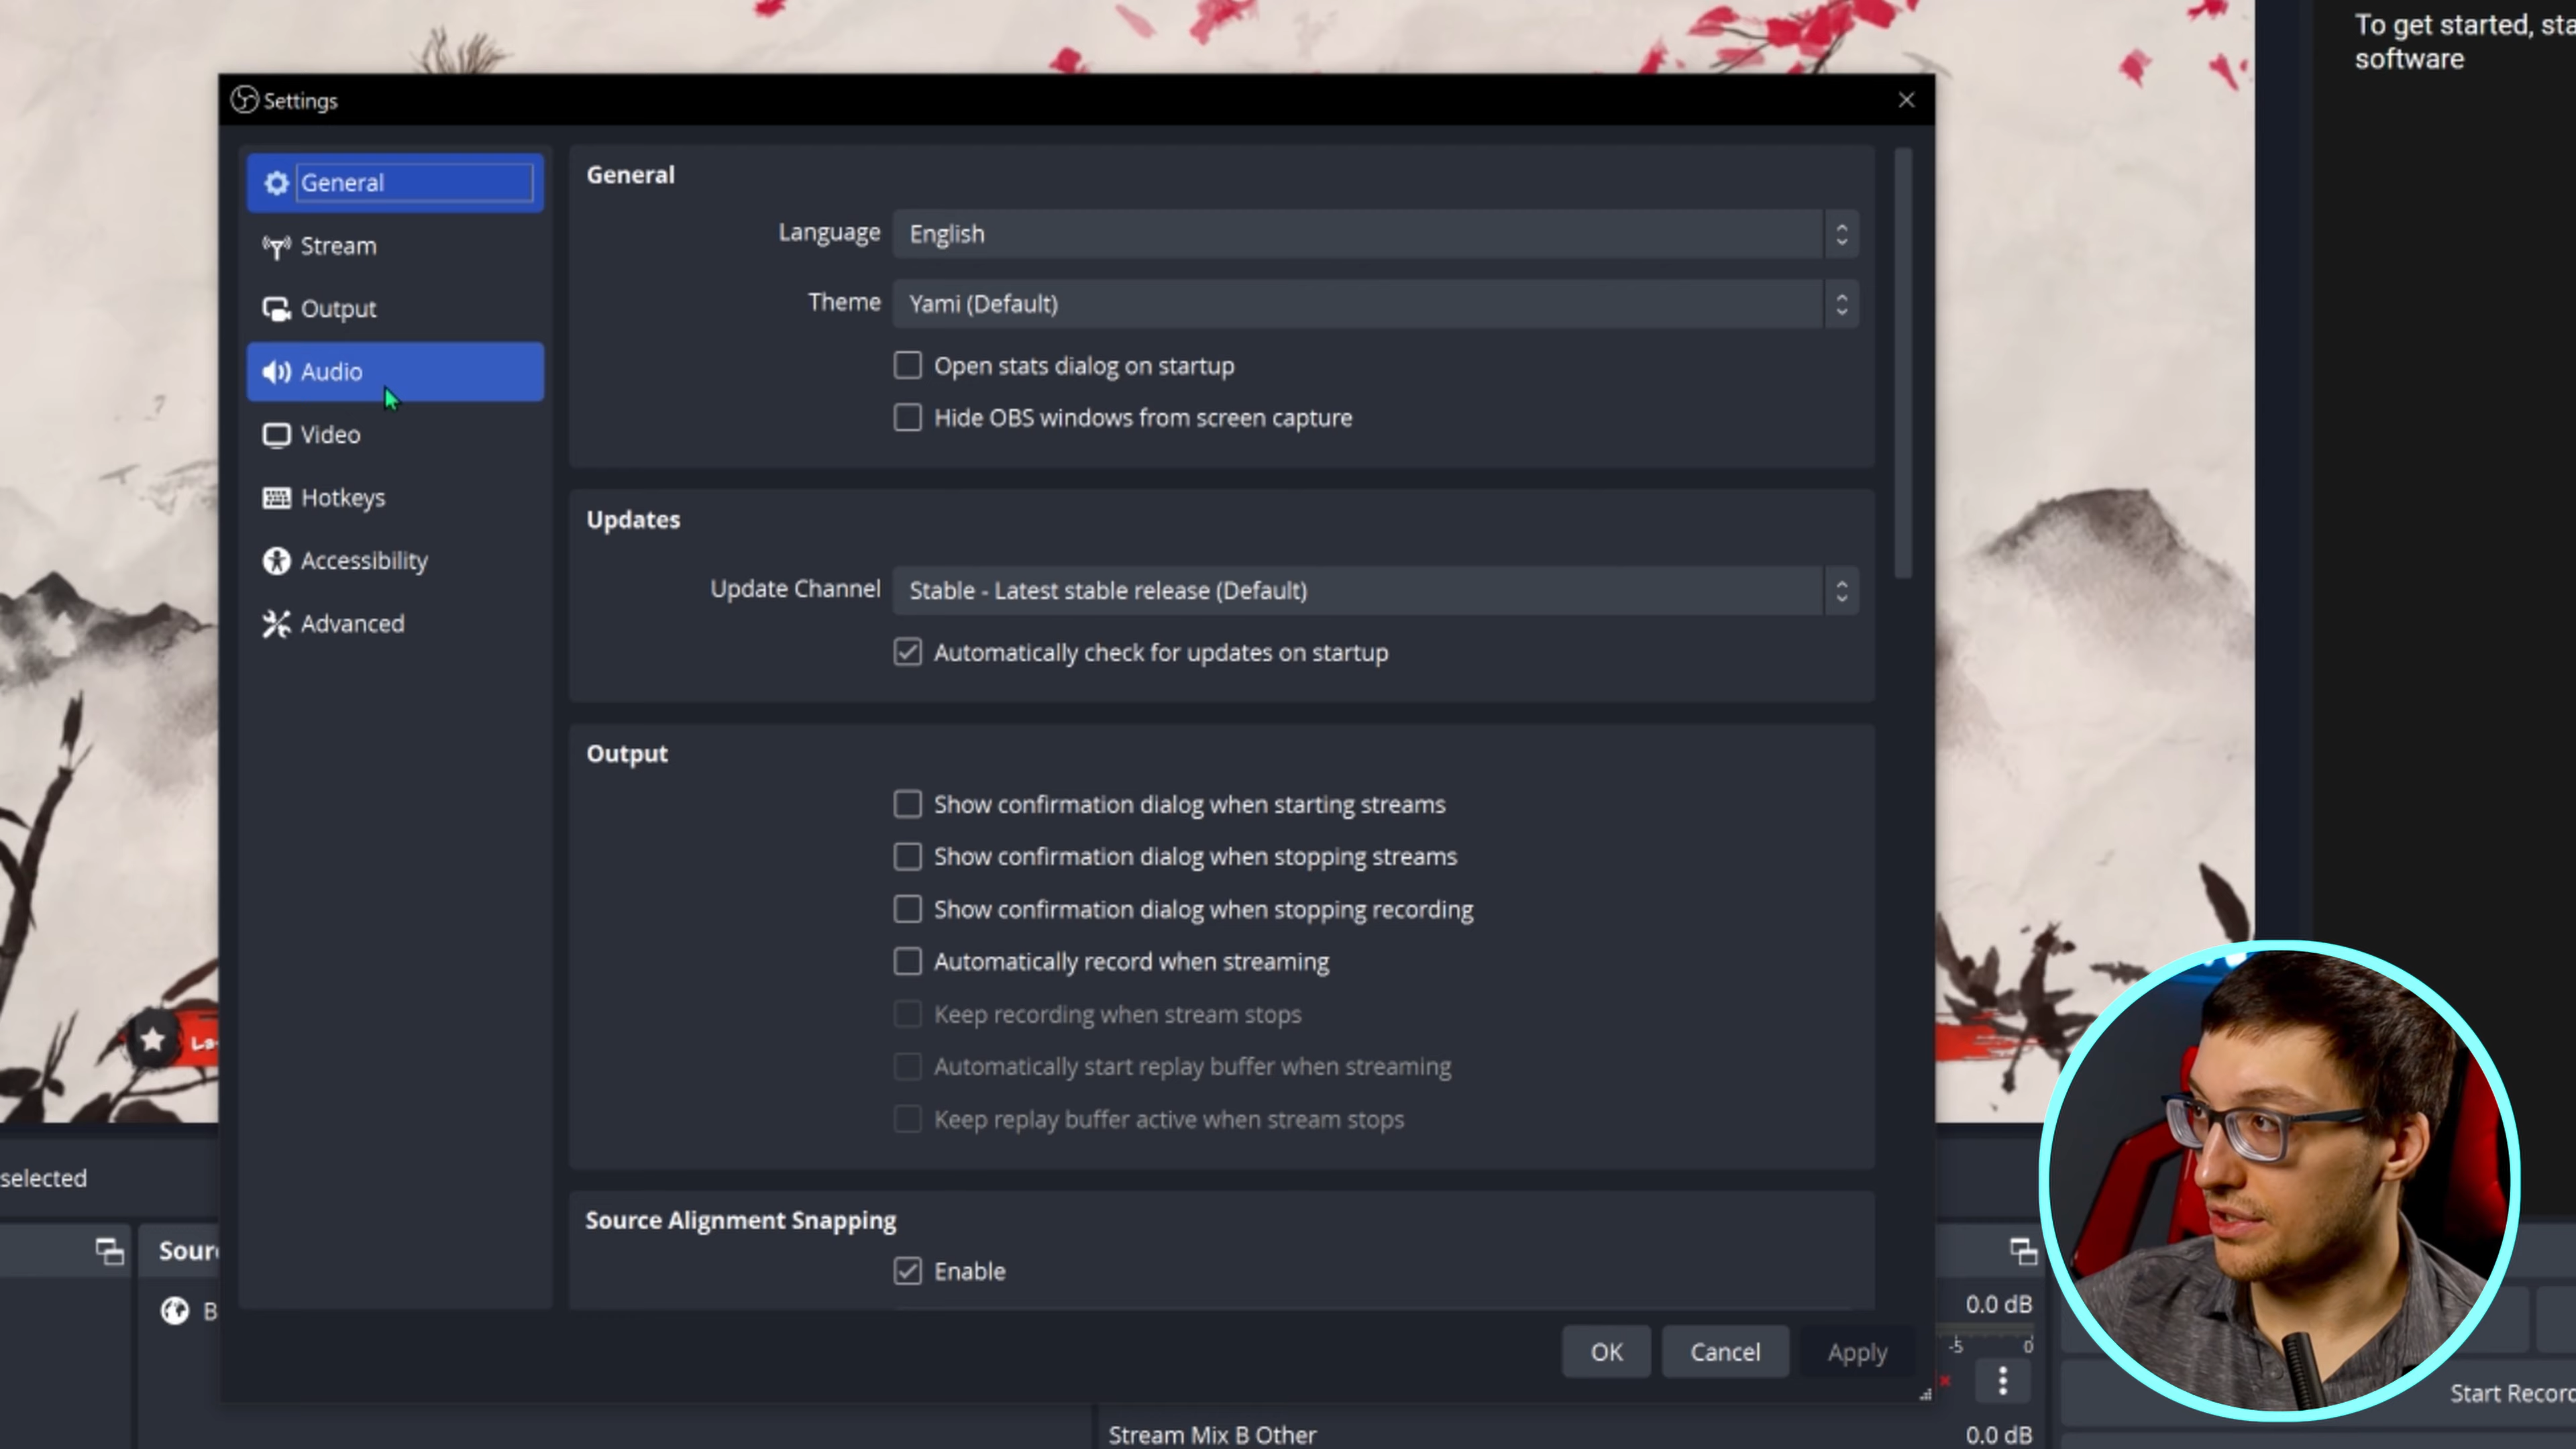 To get started, sta
software
Settings
General
Stream
Output
Audio
Video
Hotkeys
Accessibility
Advanced
General
Language English
Theme Yami (Default)
Open stats dialog on startup
Hide OBS windows from screen capture
Updates
Update Channel Stable - Latest stable release (Default)
Automatically check for updates on startup
Output
Show confirmation dialog when starting streams
Show confirmation dialog when stopping streams
Show confirmation dialog when stopping recording
Automatically record when streaming
Keep recording when stream stops
Automatically start replay buffer when streaming
Keep replay buffer active when stream stops
Source Alignment Snapping
Enable
OK Cancel Apply
La
selected
Sour
B
0.0 dB
-5 0
Start Record
Stream Mix B Other 0.0 dB